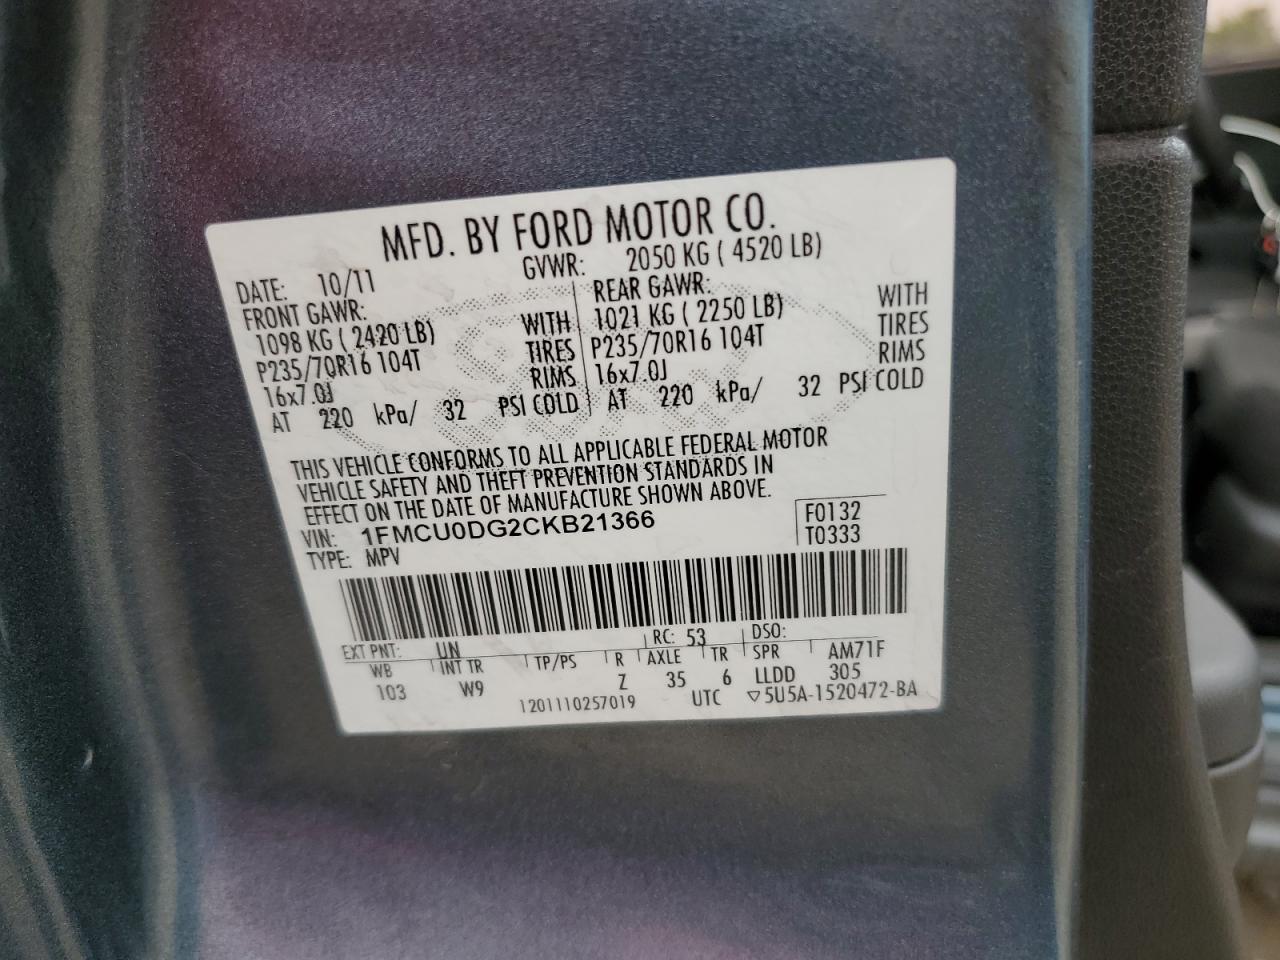 MFD. BY FORD MOTOR CO.
DATE: 10/11 GVWR: 2050 KG ( 4520 LB)
FRONT GAWR: REAR GAWR:
1098 KG ( 2420 LB) WITH 1021 KG ( 2250 LB) WITH
P235/70R16 104T TIRES P235/70R16 104T TIRES
16x7.0J RIMS 16x7.0J RIMS
AT 220 kPa/ 32 PSI COLD AT 220 kPa/ 32 PSI COLD
THIS VEHICLE CONFORMS TO ALL APPLICABLE FEDERAL MOTOR
VEHICLE SAFETY AND THEFT PREVENTION STANDARDS IN
EFFECT ON THE DATE OF MANUFACTURE SHOWN ABOVE.
VIN: 1FMCU0DG2CKB21366 F0132
TYPE: MPV T0333
EXT PNT: UN RC: 53 DSO:
WB INT TR TP/PS R AXLE TR SPR AM71F
103 W9 Z 35 6 LLDD 305
1201110257019 UTC ▽5U5A-1520472-BA